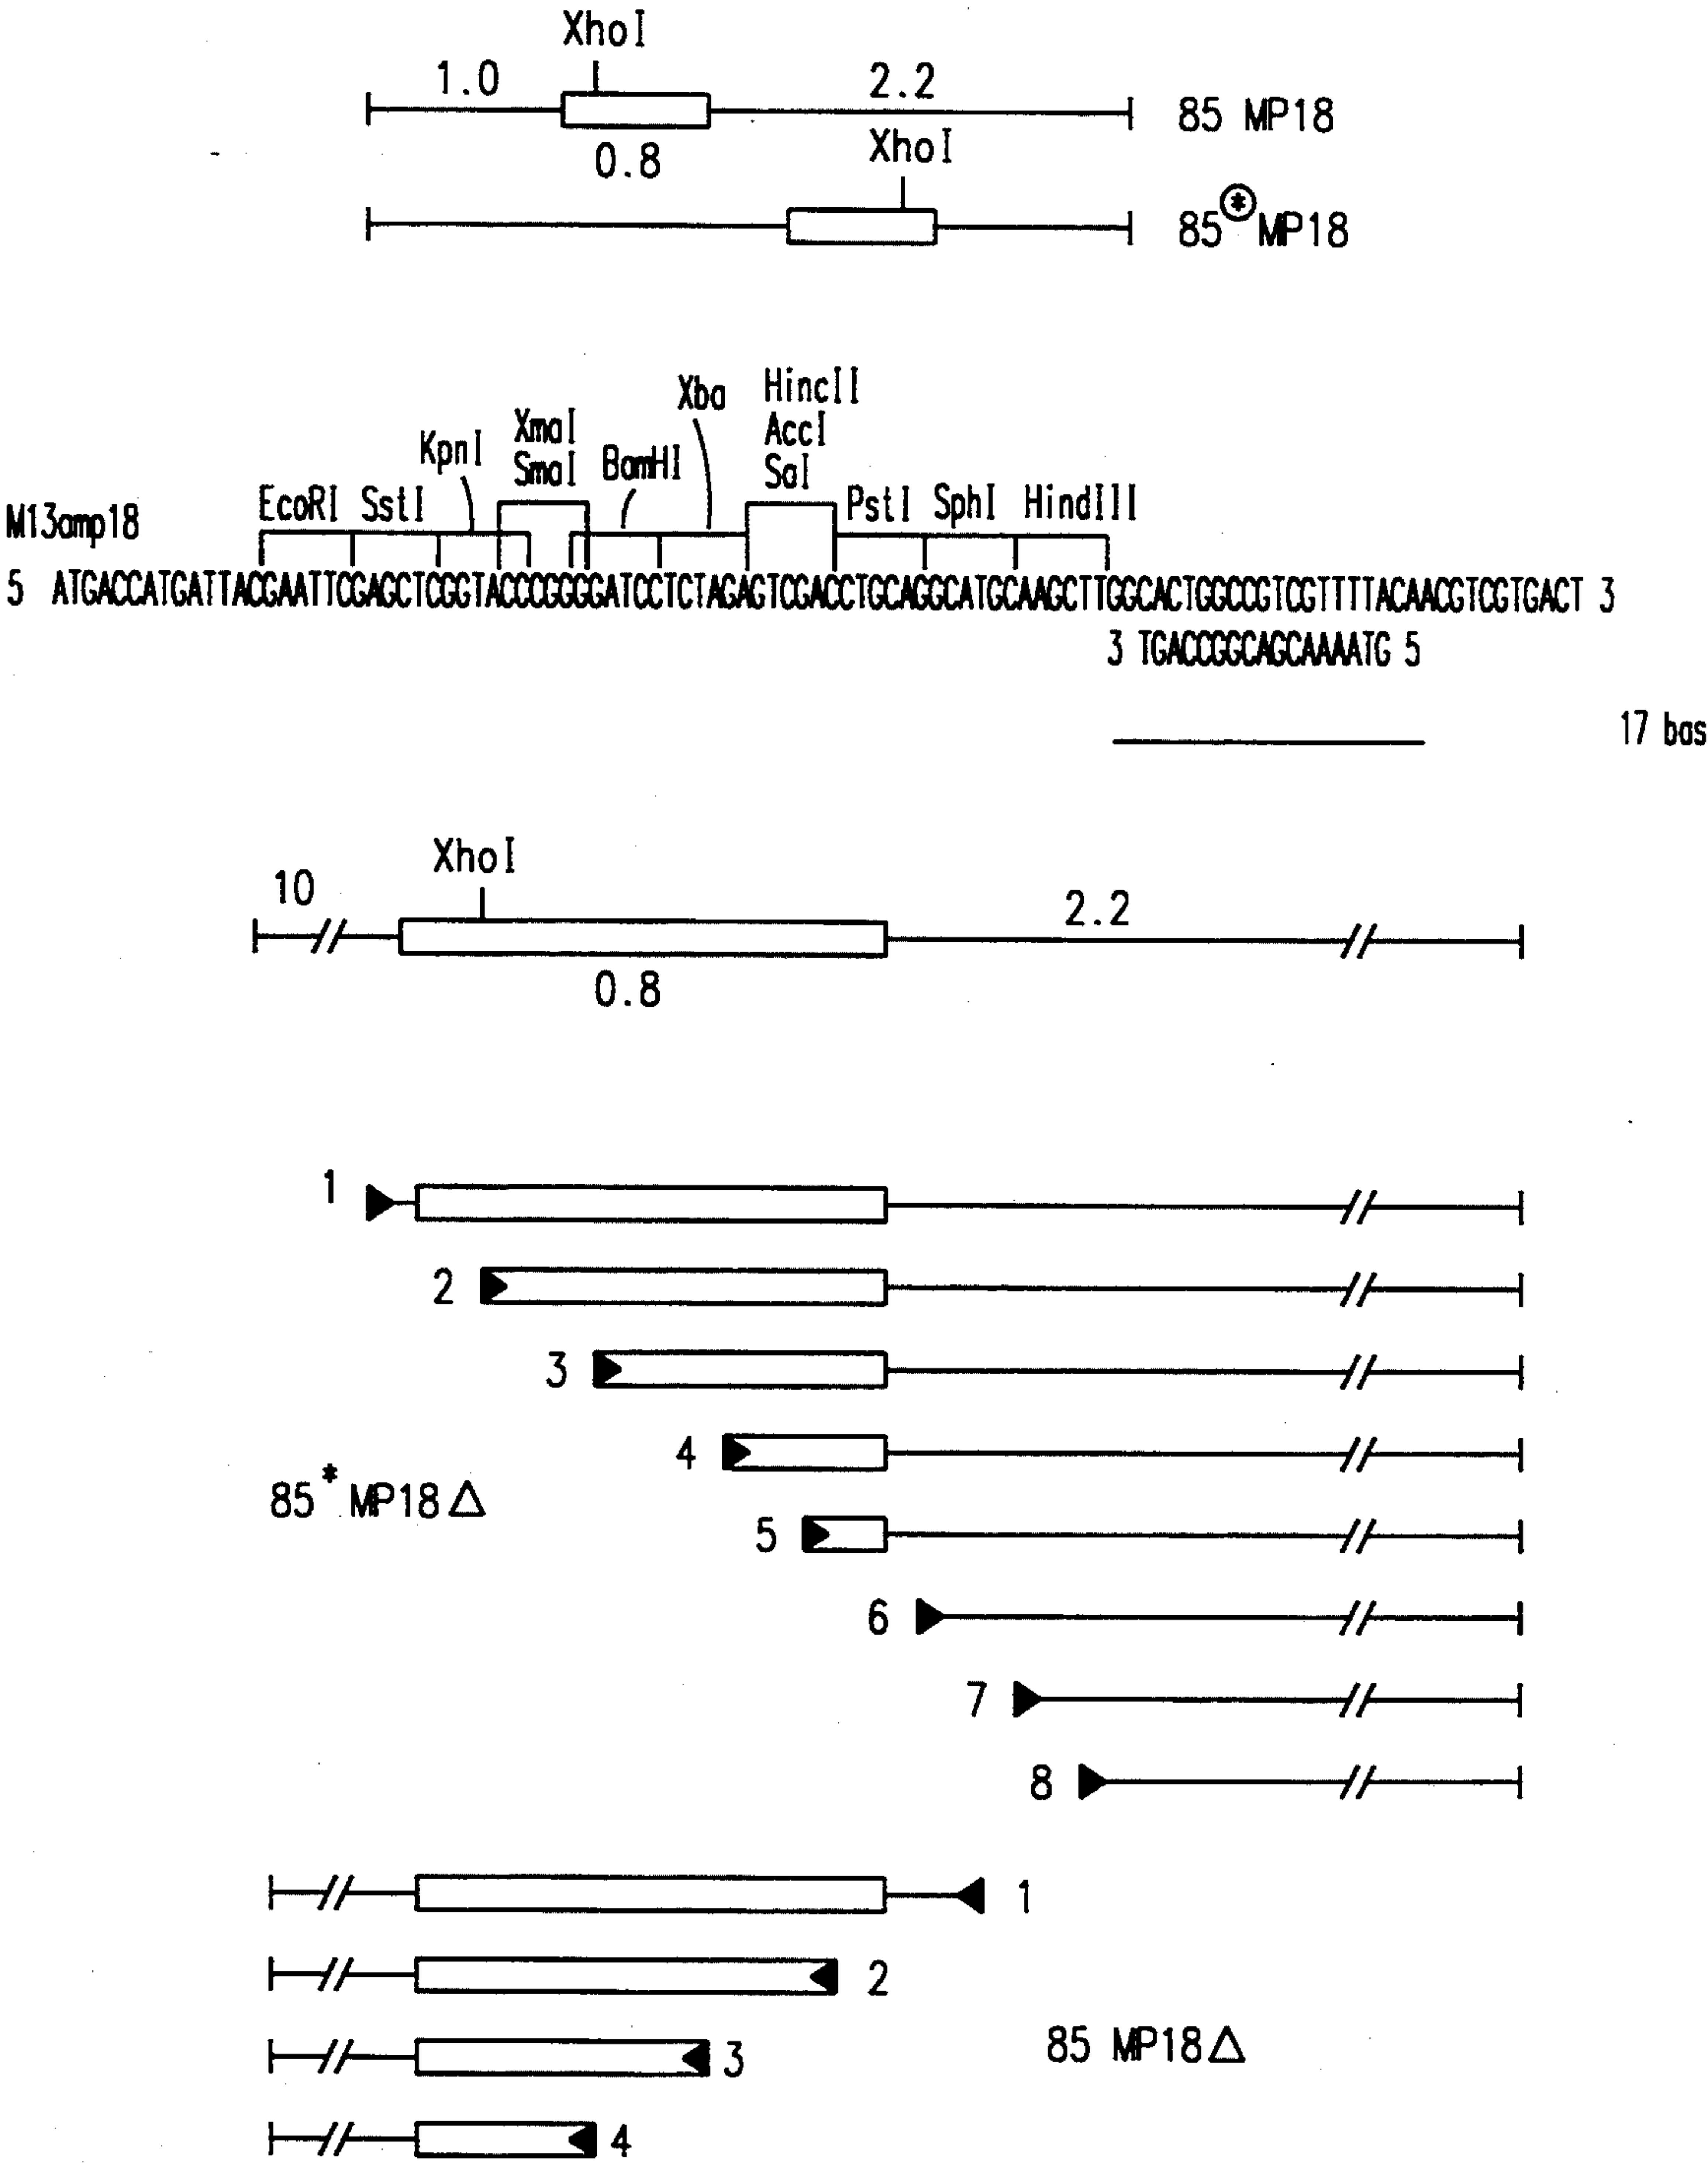 XhoI
1.0
2.2
85 MP18
0.8
XhoI
85 * MP18
HincII
Xba
AccI
XmaI
KpnI
SmaI
BamHI
SaI
EcoRI SstI
PstI SphI HindIII
M13amp18
5 ATGACCATGATTACGAATTCGAGCTCGGTACCCGGGGATCCTCTAGAGTCGACCTGCAGGCATGCAAGCTTGGCACTGGCCGTCGTTTTACAACGTCGTGACT 3
3 TGACCGGCAGCAAAATG 5
17 bas
XhoI
10
2.2
0.8
1
2
3
4
85 * MP18 △
5
6
7
8
1
2
85 MP18 △
3
4